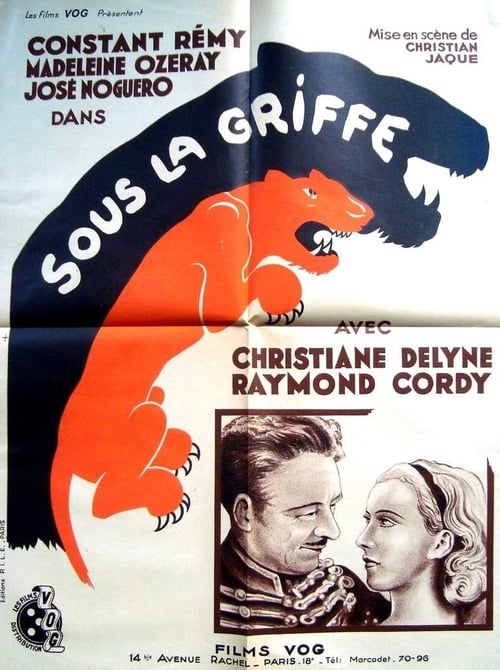 Les Films VOG Présentent
CONSTANT RÉMY
MADELEINE OZERAY
JOSÉ NOGUERO
DANS
Mise en scène de
CHRISTIAN
JAQUE
SOUS LA GRIFFE
AVEC
CHRISTIANE DELYNE
RAYMOND CORDY
Editions P.I.L.E. PARIS
LES FILMS
VOG
DISTRIBUTION
FILMS VOG
14 bis AVENUE RACHEL - PARIS.18e - Tél: Marcadet. 70-96